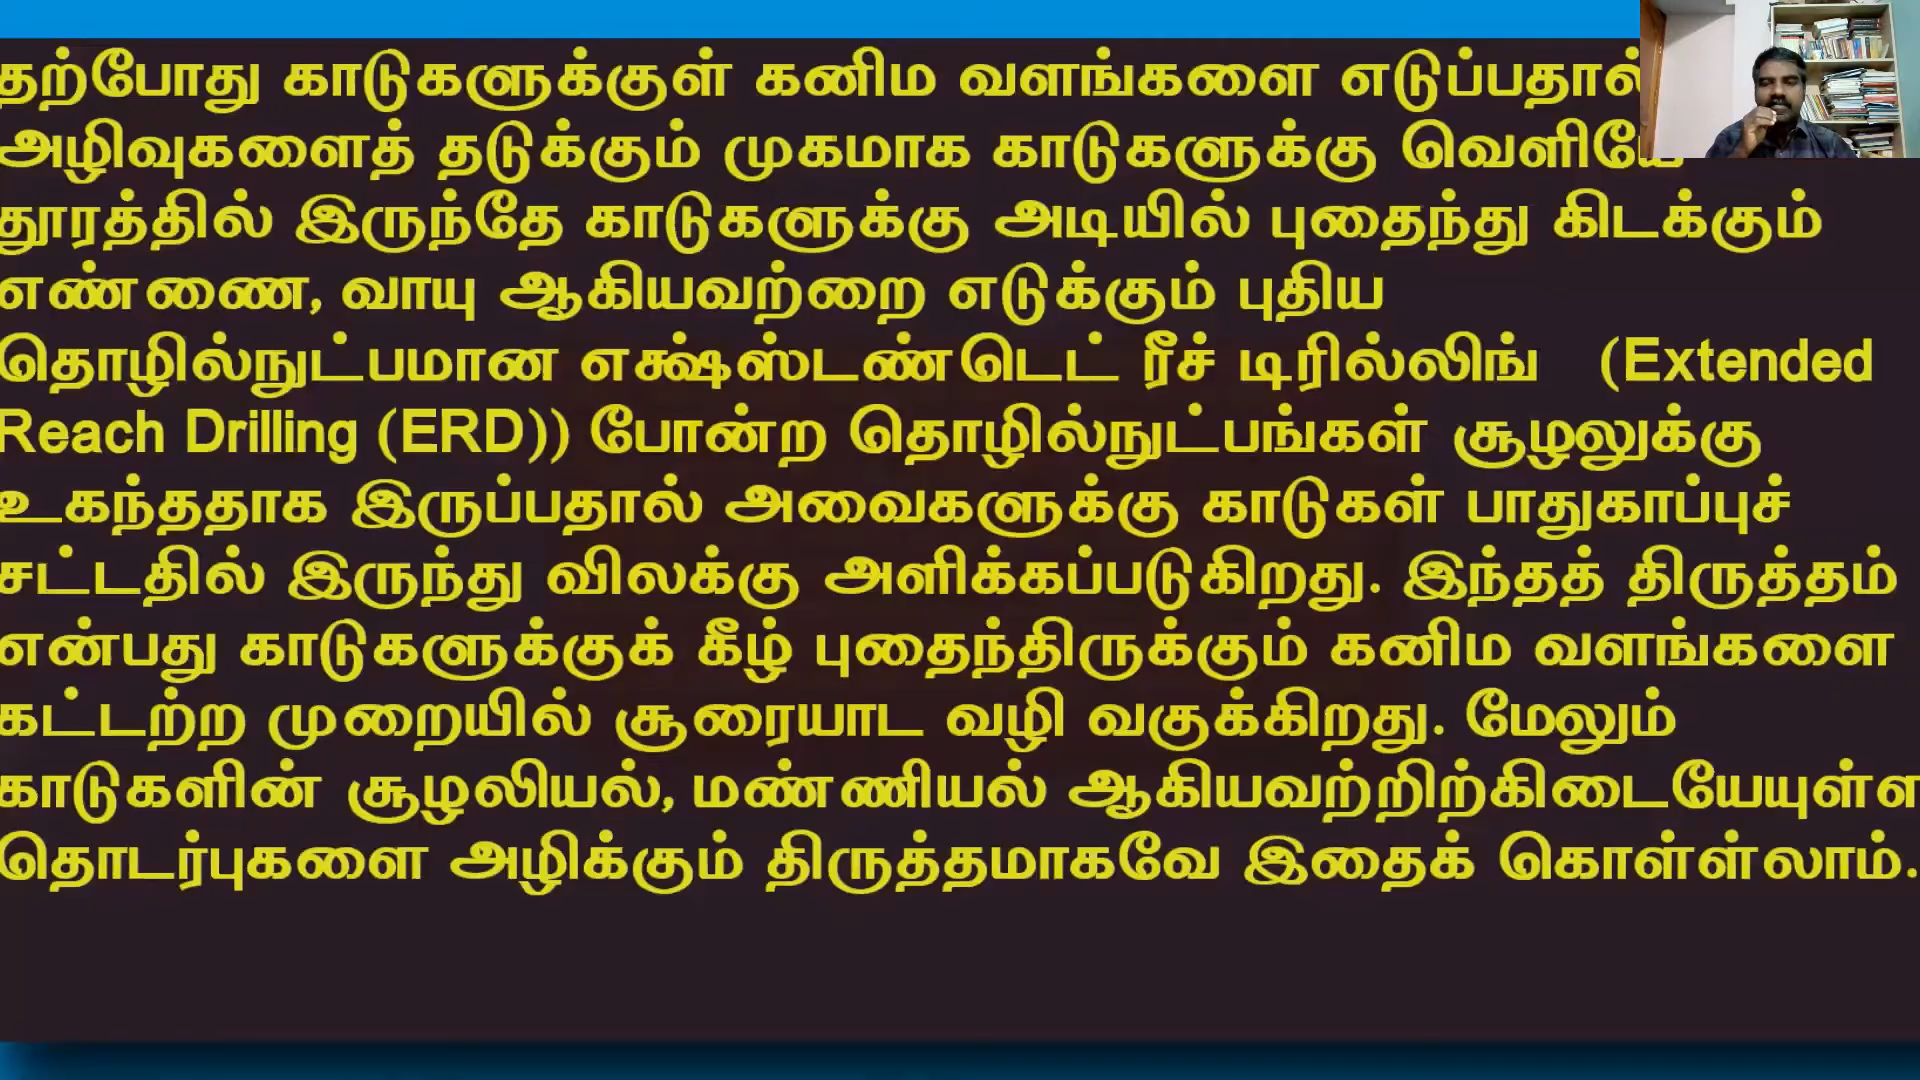 தற்போது காடுகளுக்குள் கனிம வளங்களை எடுப்பதால்
அழிவுகளைத் தடுக்கும் முகமாக காடுகளுக்கு வெளியே
தூரத்தில் இருந்தே காடுகளுக்கு அடியில் புதைந்து கிடக்கும்
எண்ணை, வாயு ஆகியவற்றை எடுக்கும் புதிய
தொழில்நுட்பமான எக்ஷ்ஸ்டண்டெட் ரீச் டிரில்லிங் (Extended
Reach Drilling (ERD)) போன்ற தொழில்நுட்பங்கள் சூழலுக்கு
உகந்ததாக இருப்பதால் அவைகளுக்கு காடுகள் பாதுகாப்புச்
சட்டதில் இருந்து விலக்கு அளிக்கப்படுகிறது. இந்தத் திருத்தம்
என்பது காடுகளுக்குக் கீழ் புதைந்திருக்கும் கனிம வளங்களை
கட்டற்ற முறையில் சூரையாட வழி வகுக்கிறது. மேலும்
காடுகளின் சூழலியல், மண்ணியல் ஆகியவற்றிற்கிடையேயுள்ள
தொடர்புகளை அழிக்கும் திருத்தமாகவே இதைக் கொள்ள்லாம்.